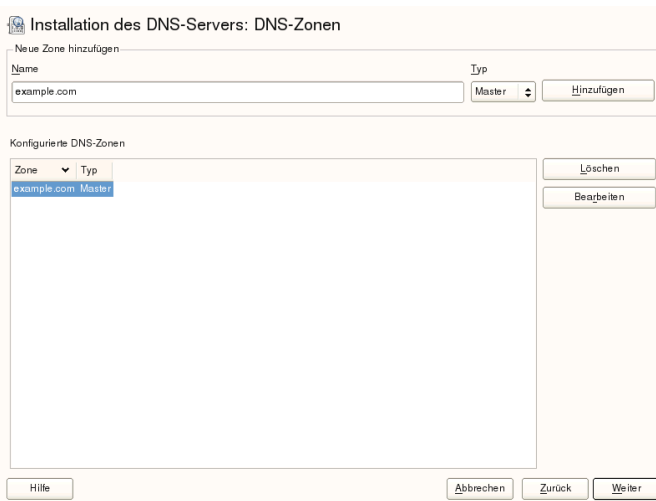 Installation des DNS-Servers: DNS-Zonen
Neue Zone hinzufügen
Name Typ
example.com Master Hinzufügen
Konfigurierte DNS-Zonen
Zone Typ Löschen
example.com Master Bearbeiten
Hilfe Abbrechen Zurück Weiter